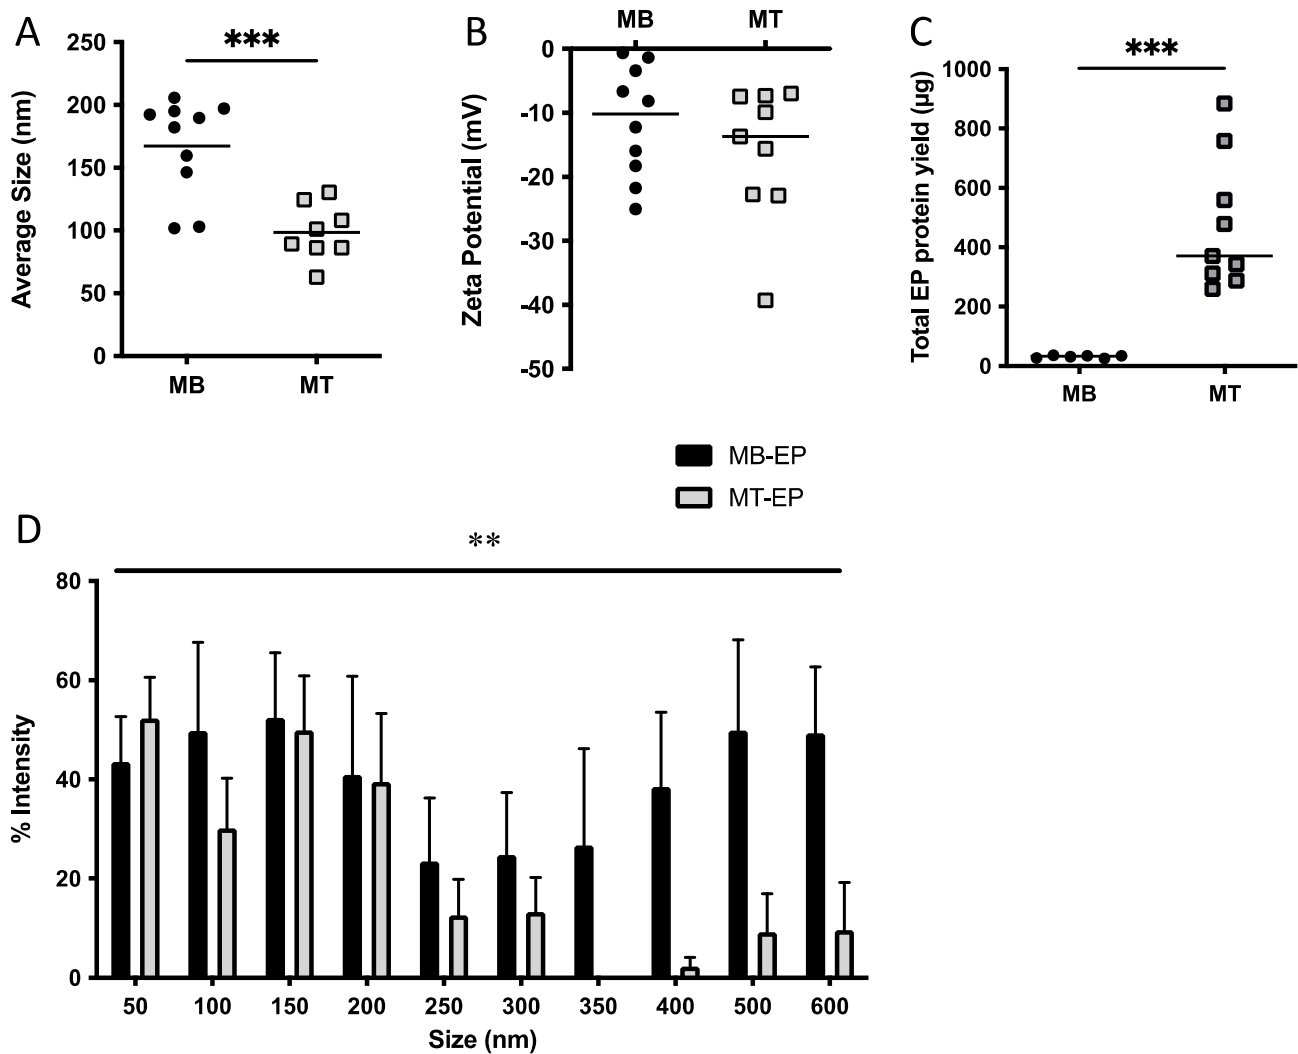 A
Average Size (nm)
250
200
150
100
50
0
***
MB
MT
B
Zeta Potential (mV)
MB
MT
0
-10
-20
-30
-40
-50
C
Total EP protein yield (µg)
1000
800
600
400
200
0
***
MB
MT
MB-EP
MT-EP
D
**
% Intensity
80
60
40
20
0
50 100 150 200 250 300 350 400 500 600
Size (nm)